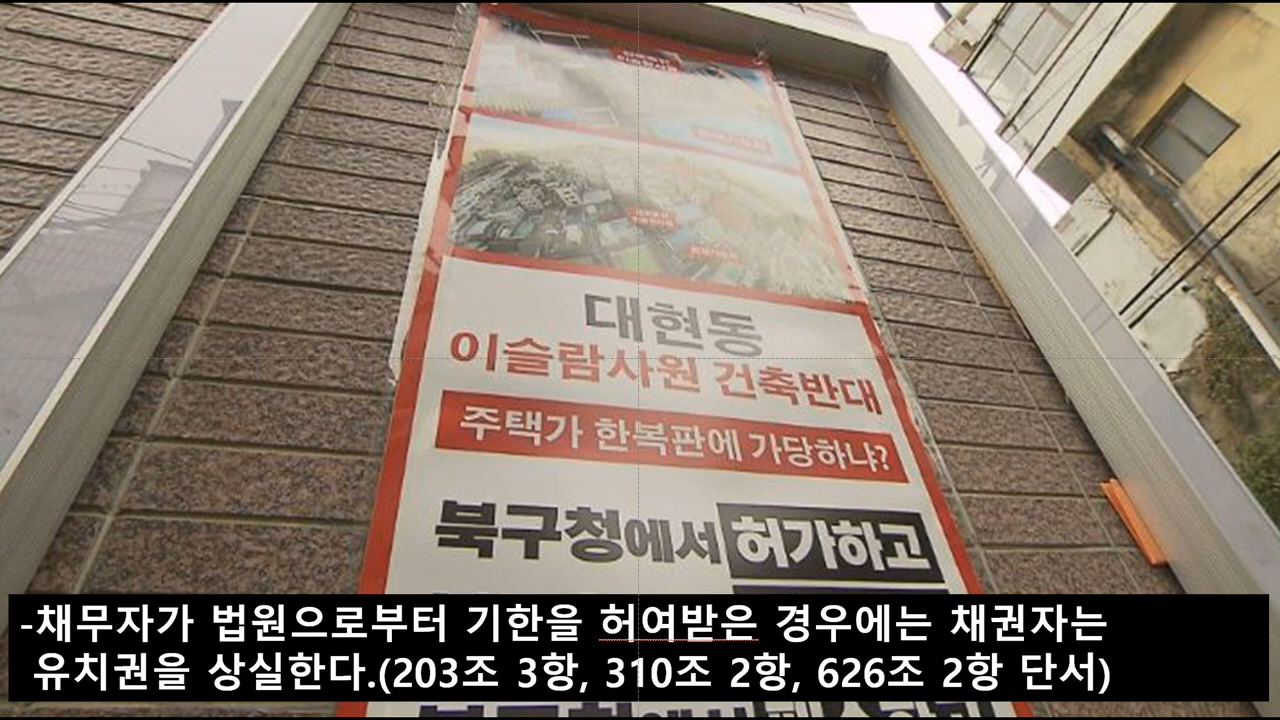 대현동
이슬람사원 건축반대
주택가 한복판에 가당하냐?
북구청에서 허가하고
-채무자가 법원으로부터 기한을 허여받은 경우에는 채권자는
유치권을 상실한다.(203조 3항, 310조 2항, 626조 2항 단서)